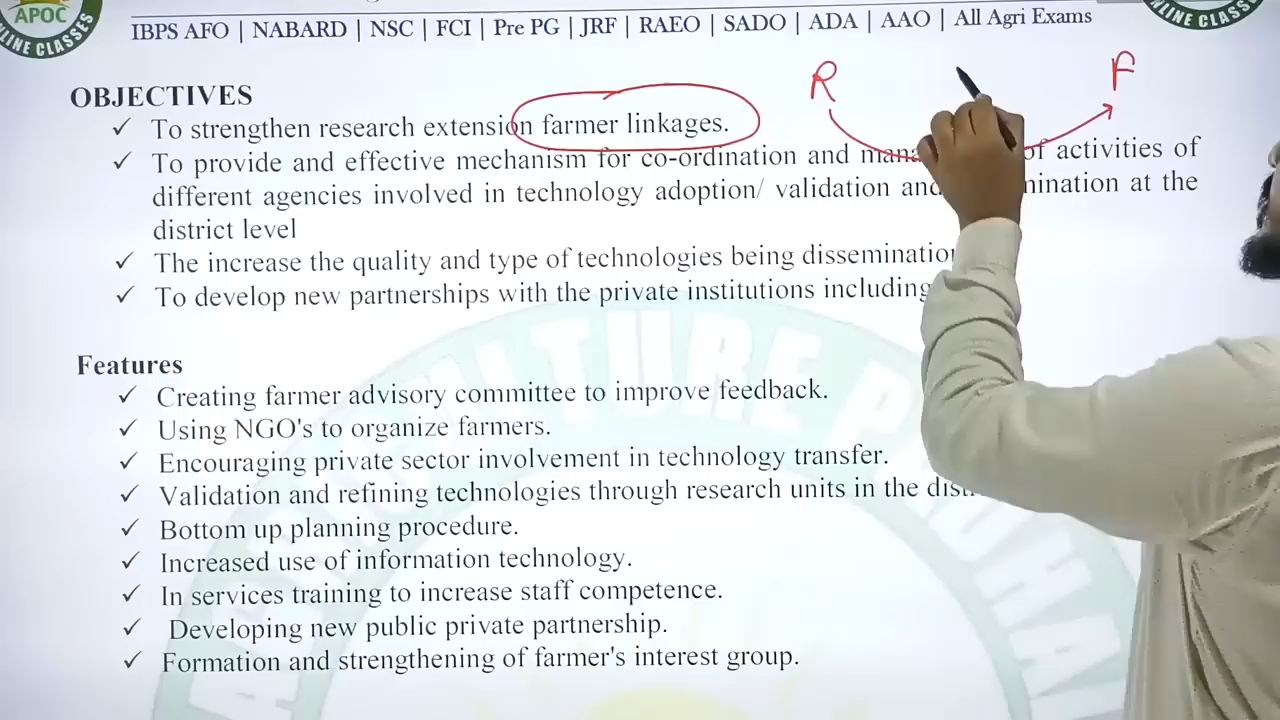 APOC
NLINE CLASSES
IBPS AFO | NABARD | NSC | FCI | Pre PG | JRF | RAEO | SADO | ADA | AAO | All Agri Exams
LINE CLASS
R
F
OBJECTIVES
✓ To strengthen research extension farmer linkages.
✓ To provide and effective mechanism for co-ordination and of activities of
different agencies involved in technology adoption/ validation and at the
district level
✓ The increase the quality and type of technologies being disseminatio
✓ To develop new partnerships with the private institutions including
Features
✓ Creating farmer advisory committee to improve feedback.
✓ Using NGO's to organize farmers.
✓ Encouraging private sector involvement in technology transfer.
✓ Validation and refining technologies through research units in the
✓ Bottom up planning procedure.
✓ Increased use of information technology.
✓ In services training to increase staff competence.
✓ Developing new public private partnership.
✓ Formation and strengthening of farmer's interest group.